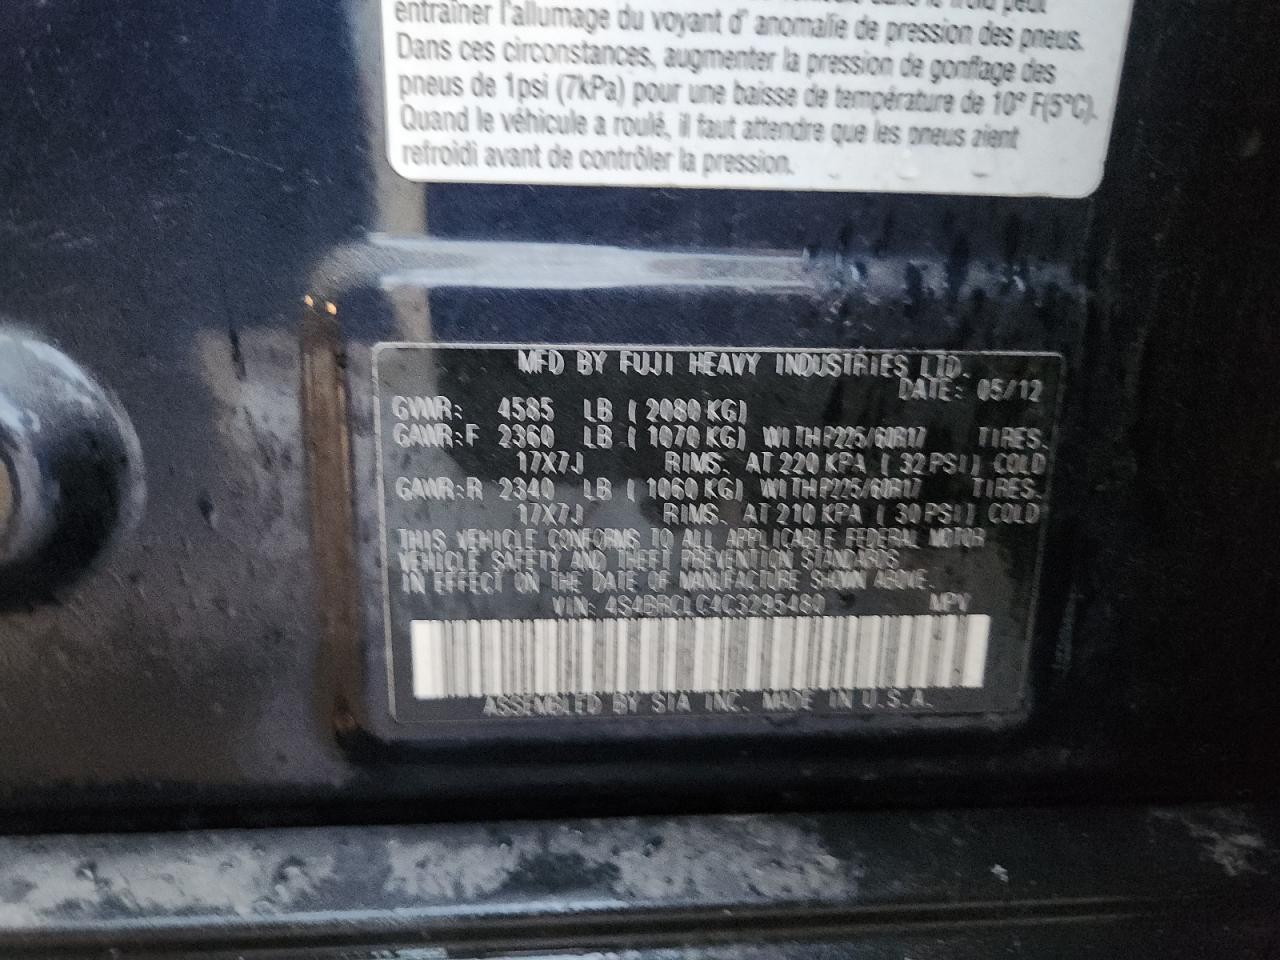 entraîner l'allumage du voyant d' anomalie de pression des pneus.
Dans ces circonstances, augmenter la pression de gonflage des
pneus de 1psi (7kPa) pour une baisse de température de 10° F(5°C).
Quand le véhicule a roulé, il faut attendre que les pneus aient
refroidi avant de contrôler la pression.
MFD BY FUJI HEAVY INDUSTRIES LTD.
DATE: 05/12
GVWR: 4585 LB ( 2080 KG)
GAWR:F 2360 LB ( 1070 KG) WITH P225/60R17 TIRES.
17X7J RIMS. AT 220 KPA ( 32 PSI) COLD
GAWR:R 2340 LB ( 1060 KG) WITH P225/60R17 TIRES.
17X7J RIMS. AT 210 KPA ( 30 PSI) COLD
THIS VEHICLE CONFORMS TO ALL APPLICABLE FEDERAL MOTOR
VEHICLE SAFETY AND THEFT PREVENTION STANDARDS.
IN EFFECT ON THE DATE OF MANUFACTURE SHOWN ABOVE.
VIN: 4S4BRCLC4C3295480 MPV
ASSEMBLED BY SIA INC. MADE IN U.S.A.